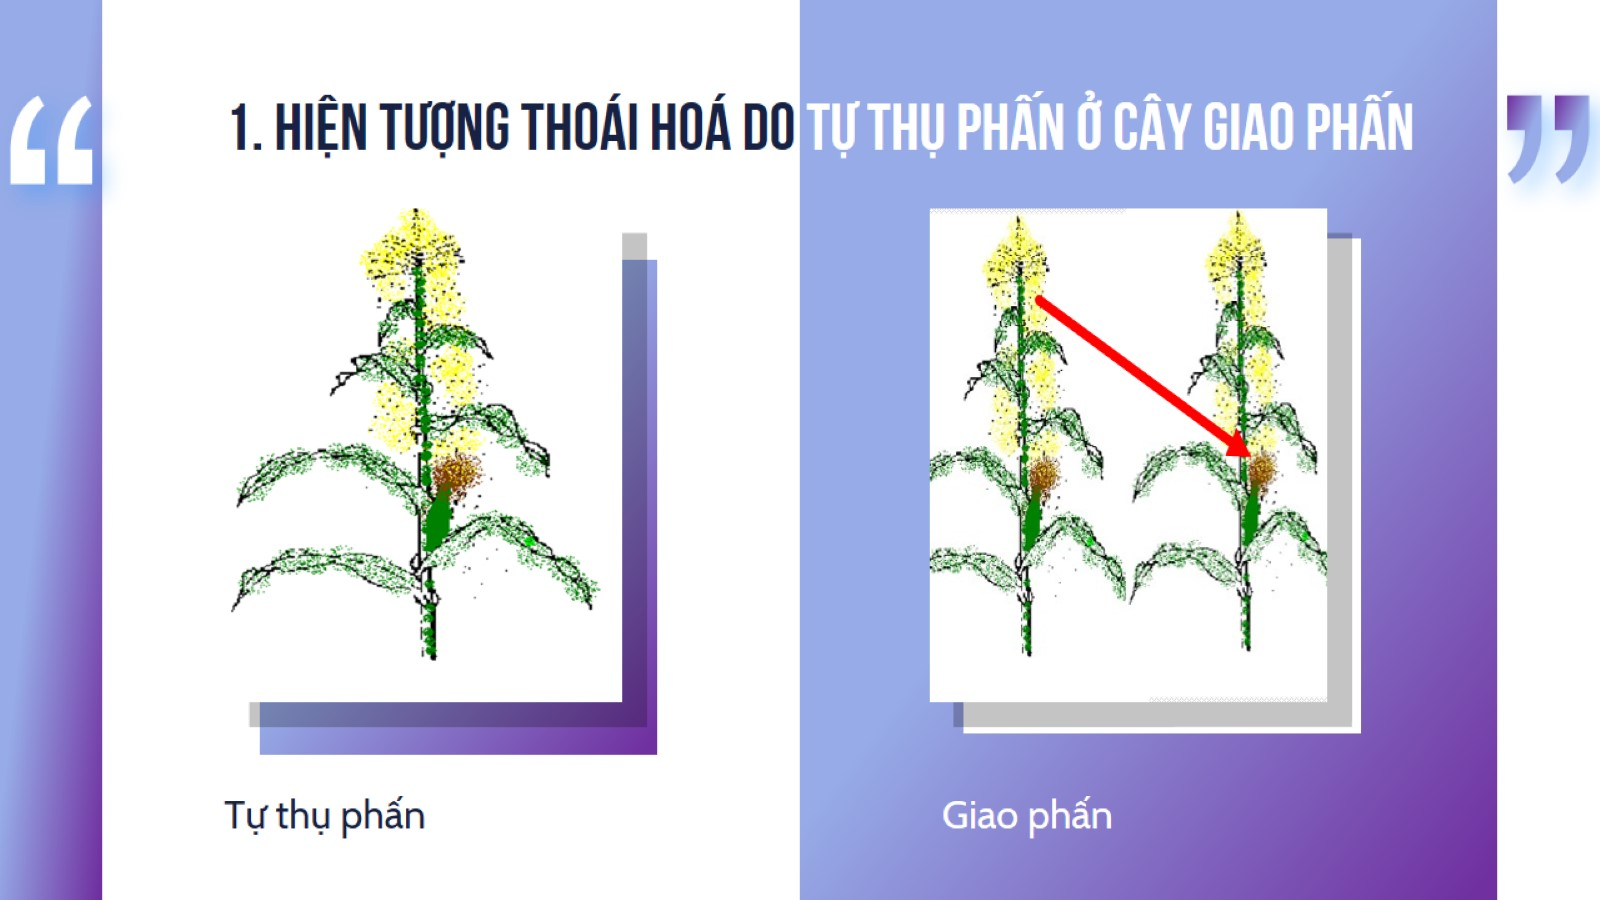 “
1. HIỆN TƯỢNG THOÁI HOÁ DO TỰ THỤ PHẤN Ở CÂY GIAO PHẤN
”
Tự thụ phấn
Giao phấn